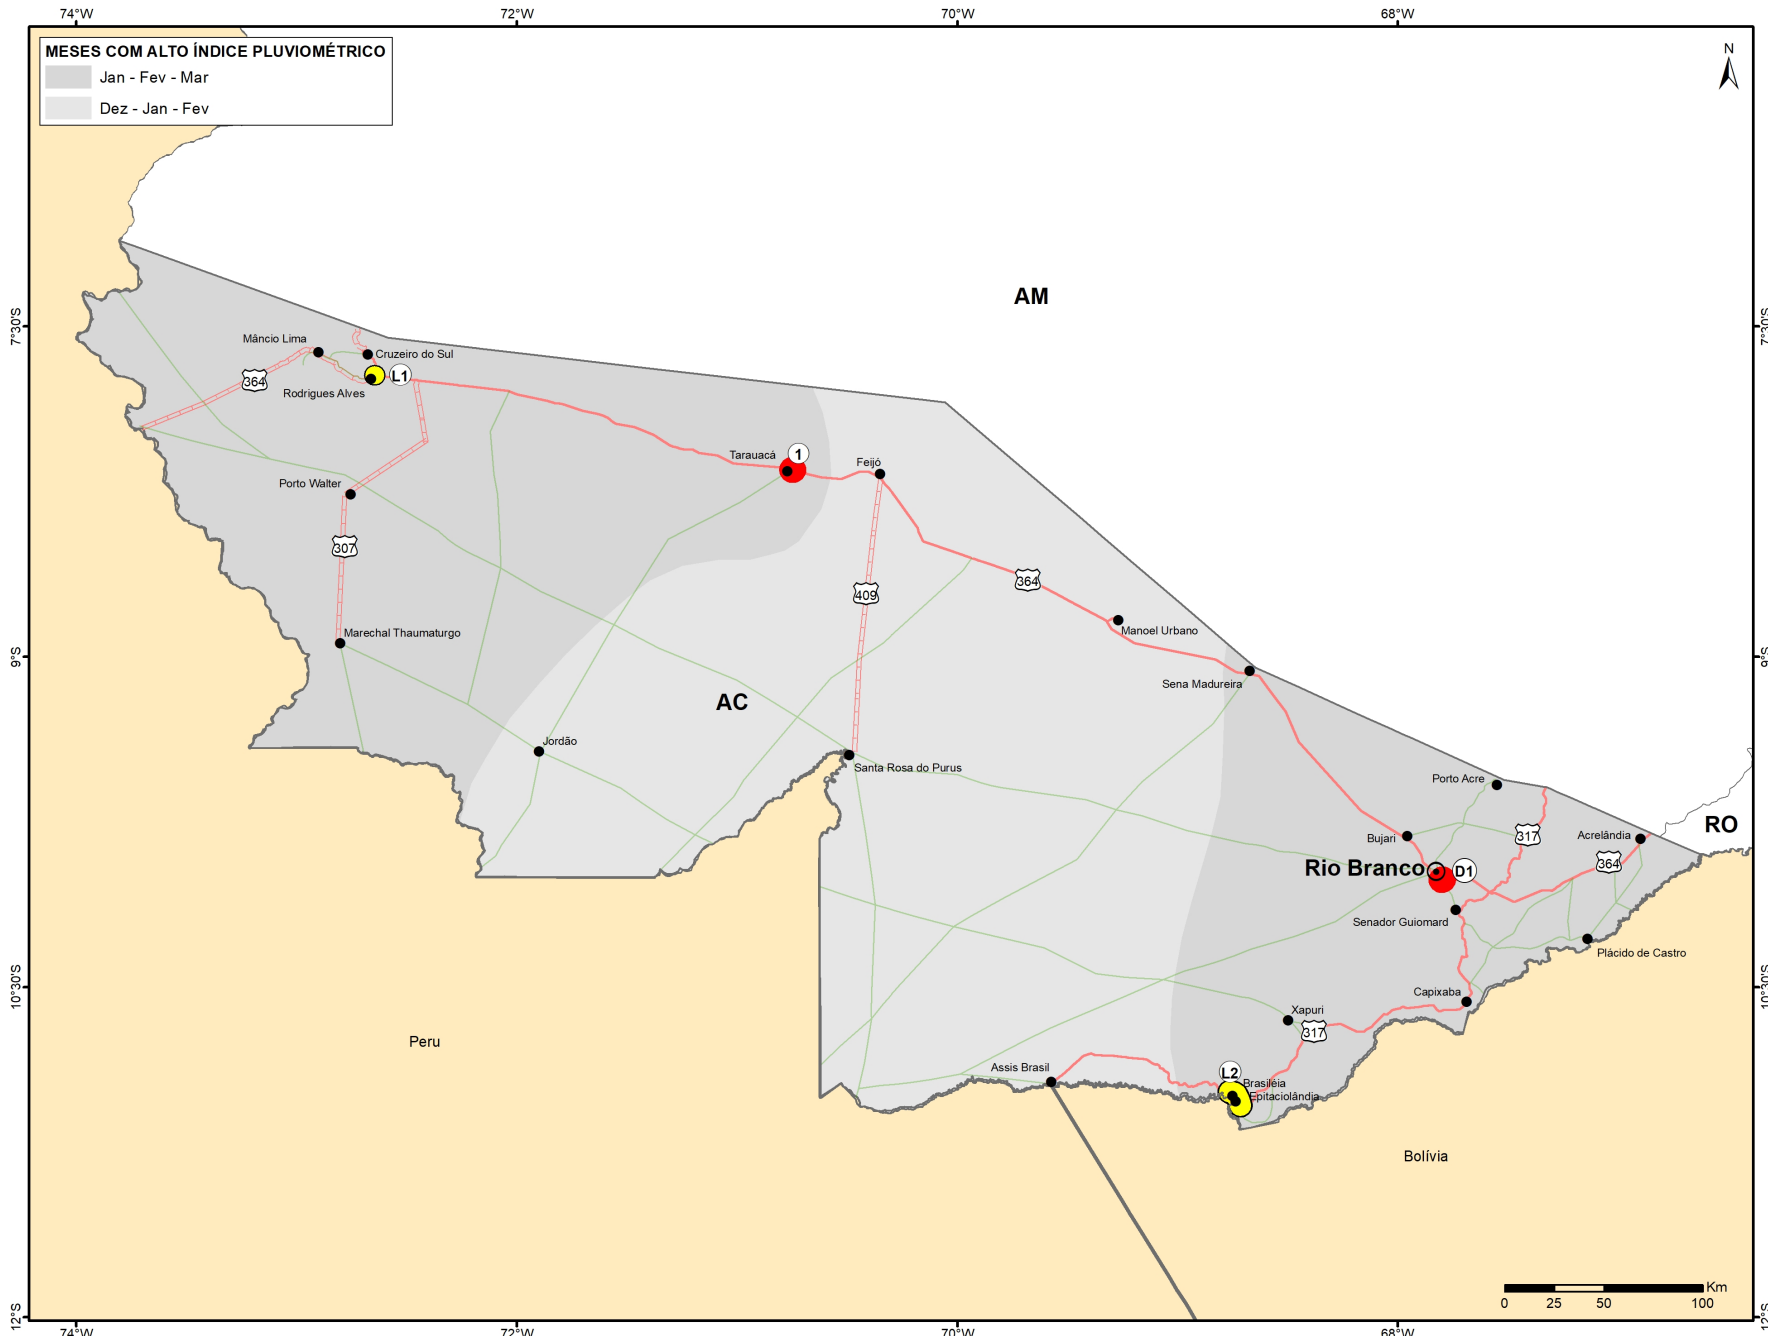 74°W
72°W
70°W
68°W
MESES COM ALTO ÍNDICE PLUVIOMÉTRICO
Jan - Fev - Mar
Dez - Jan - Fev
N
AM
7°30'S
7°30'S
Mâncio Lima
Cruzeiro do Sul
364
L1
Rodrigues Alves
Tarauacá
1
Feijó
Porto Walter
307
409
364
Manoel Urbano
Marechal Thaumaturgo
9°S
9°S
Sena Madureira
AC
Jordão
Santa Rosa do Purus
Porto Acre
RO
Bujari
317
Acrelândia
364
Rio Branco
D1
Senador Guiomard
Plácido de Castro
10°30'S
10°30'S
Capixaba
Xapuri
317
Peru
Assis Brasil
L2
Brasiléia
Epitaciolândia
Bolívia
Km
0
25
50
100
12°S
12°S
74°W
72°W
70°W
68°W